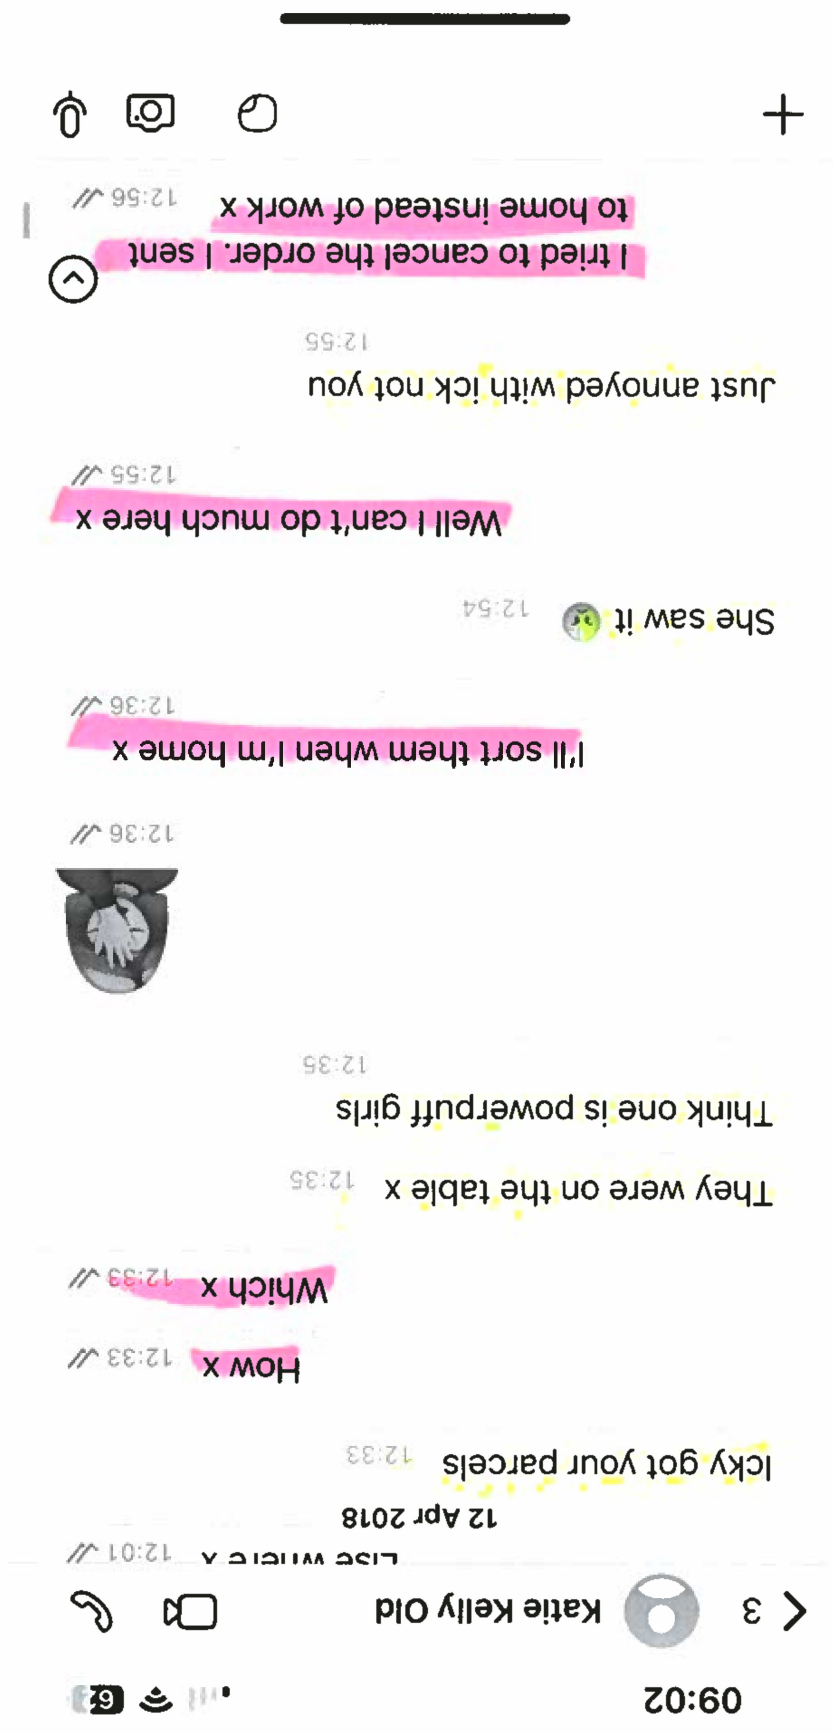 09:02
3
Katie Kelly Old
Else where x 12:01
12 Apr 2018
Icky got your parcels 12:33
How x 12:33
Which x 12:33
They were on the table x 12:35
Think one is powerpuff girls
12:35
12:36
I'll sort them when I'm home x
12:36
She saw it 12:54
Well I can't do much here x
12:55
Just annoyed with ick not you
12:55
I tried to cancel the order. I sent
to home instead of work x 12:56